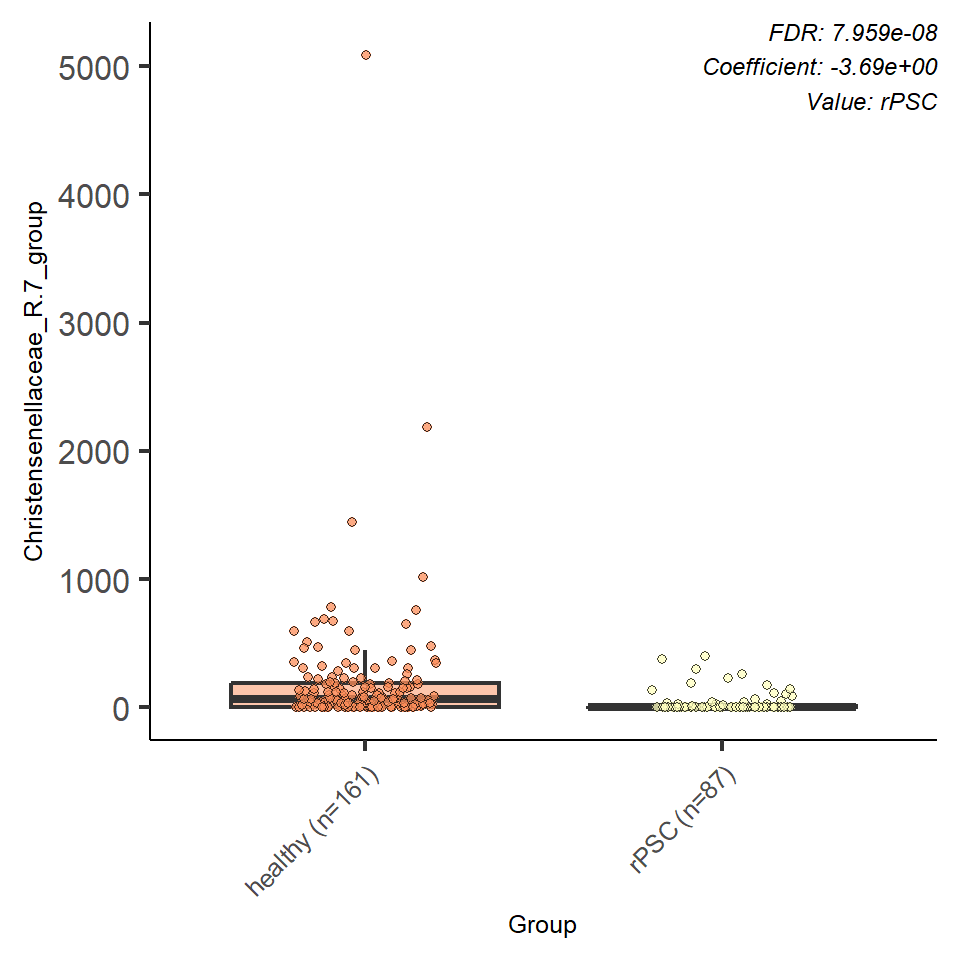 FDR: 7.959e-08
Coefficient: -3.69e+00
Value: rPSC
Christensenellaceae_R.7_group
5000
4000
3000
2000
1000
0
healthy (n=161)
rPSC (n=87)
Group